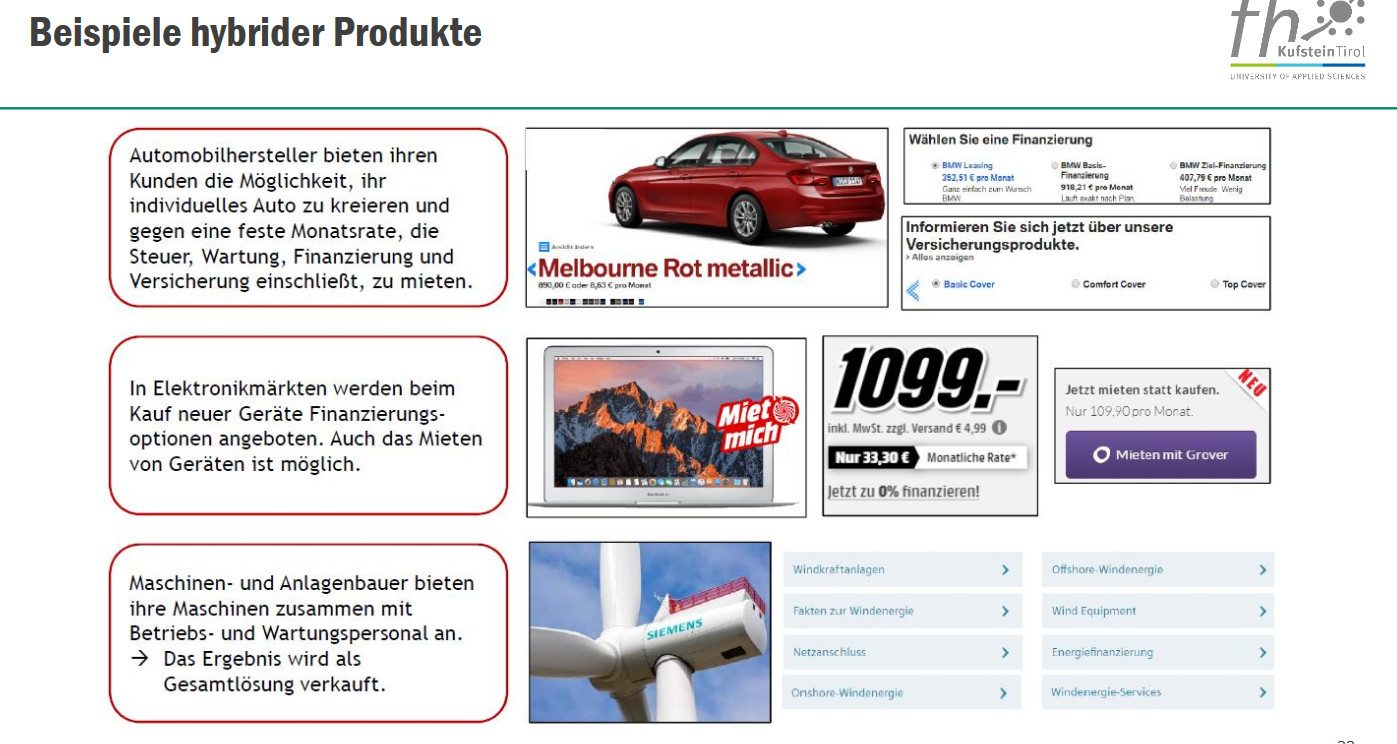 Beispiele hybrider Produkte
fh
KufsteinTirol
UNIVERSITY OF APPLIED SCIENCES
Automobilhersteller bieten ihren
Kunden die Möglichkeit, ihr
individuelles Auto zu kreieren und
gegen eine feste Monatsrate, die
Steuer, Wartung, Finanzierung und
Versicherung einschließt, zu mieten.
Ansicht ändern
<Melbourne Rot metallic>
890,00 € oder 8,63 € pro Monat
Wählen Sie eine Finanzierung
BMW Leasing
352,51 € pro Monat
Ganz einfach zum Wunsch
BMW.
BMW Basis-
Finanzierung
918,21 € pro Monat
Läuft exakt nach Plan.
BMW Ziel-Finanzierung
407,79 € pro Monat
Viel Freude. Wenig
Belastung.
Informieren Sie sich jetzt über unsere
Versicherungsprodukte.
> Alles anzeigen
Basic Cover
Comfort Cover
Top Cover
In Elektronikmärkten werden beim
Kauf neuer Geräte Finanzierungs-
optionen angeboten. Auch das Mieten
von Geräten ist möglich.
Miet
mich
MacBook Air
1099.-
inkl. MwSt. zzgl. Versand € 4,99
Nur 33,30 € Monatliche Rate*
Jetzt zu 0% finanzieren!
NEU
Jetzt mieten statt kaufen.
Nur 109,90 pro Monat.
Mieten mit Grover
Maschinen- und Anlagenbauer bieten
ihre Maschinen zusammen mit
Betriebs- und Wartungspersonal an.
→ Das Ergebnis wird als
Gesamtlösung verkauft.
SIEMENS
Windkraftanlagen
Fakten zur Windenergie
Netzanschluss
Onshore-Windenergie
Offshore-Windenergie
Wind Equipment
Energiefinanzierung
Windenergie-Services